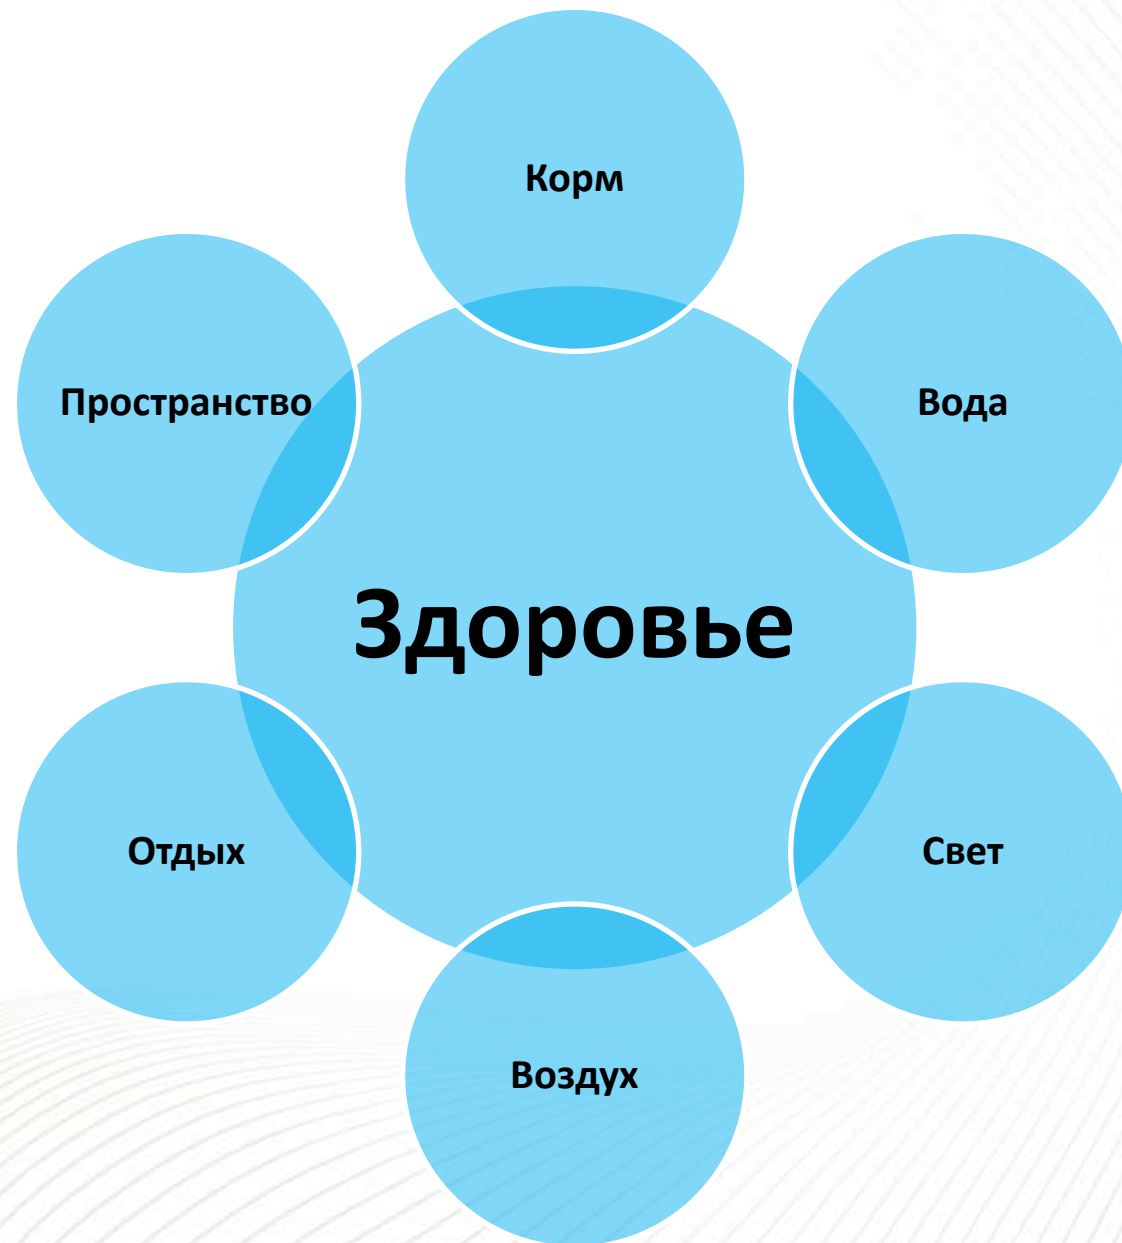 Корм
Пространство
Вода
Здоровье
Отдых
Свет
Воздух